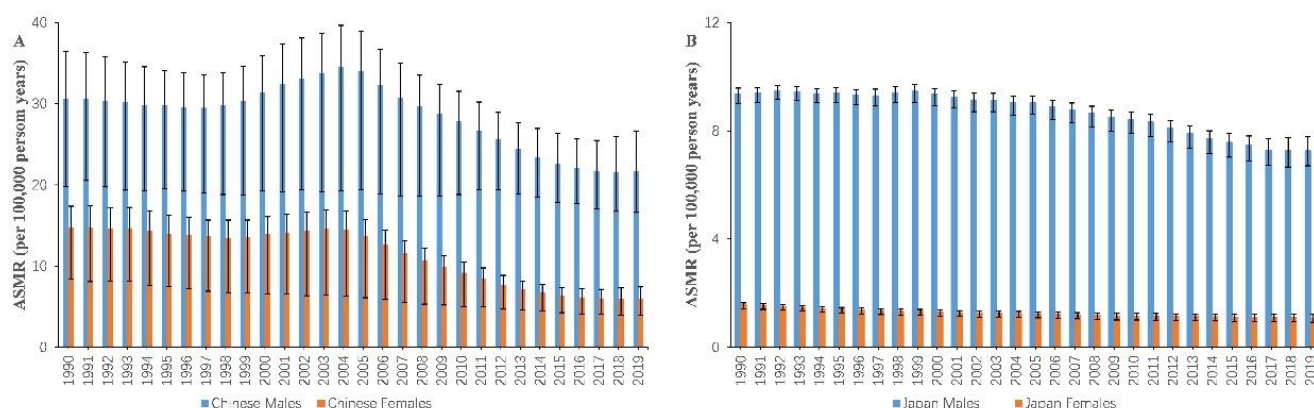 A
ASMR (per 100,000 persom years)
40
30
20
10
0
1990 1991 1992 1993 1994 1995 1996 1997 1998 1999 2000 2001 2002 2003 2004 2005 2006 2007 2008 2009 2010 2011 2012 2013 2014 2015 2016 2017 2018 2019
Chinese Males Chinese Females
B
ASMR (per 100,000 person years)
12
8
4
0
1990 1991 1992 1993 1994 1995 1996 1997 1998 1999 2000 2001 2002 2003 2004 2005 2006 2007 2008 2009 2010 2011 2012 2013 2014 2015 2016 2017 2018 2019
Japan Males Japan Females